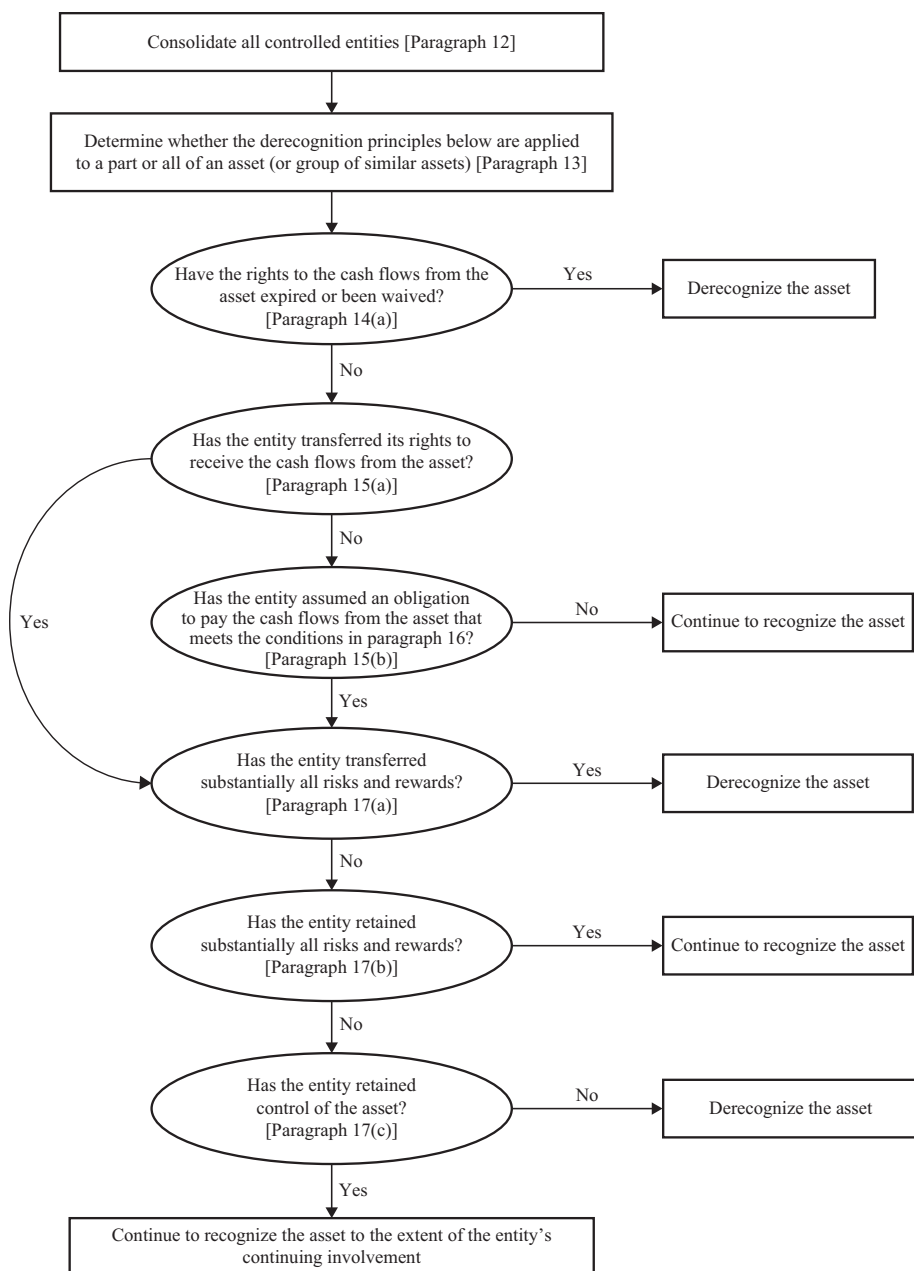 Consolidate all controlled entities [Paragraph 12]
Determine whether the derecognition principles below are applied
to a part or all of an asset (or group of similar assets) [Paragraph 13]
Have the rights to the cash flows from the
asset expired or been waived?
[Paragraph 14(a)]
Yes
Derecognize the asset
No
Has the entity transferred its rights to
receive the cash flows from the asset?
[Paragraph 15(a)]
No
Yes
Has the entity assumed an obligation
to pay the cash flows from the asset that
meets the conditions in paragraph 16?
[Paragraph 15(b)]
No
Continue to recognize the asset
Yes
Has the entity transferred
substantially all risks and rewards?
[Paragraph 17(a)]
Yes
Derecognize the asset
No
Has the entity retained
substantially all risks and rewards?
[Paragraph 17(b)]
Yes
Continue to recognize the asset
No
Has the entity retained
control of the asset?
[Paragraph 17(c)]
No
Derecognize the asset
Yes
Continue to recognize the asset to the extent of the entity’s
continuing involvement